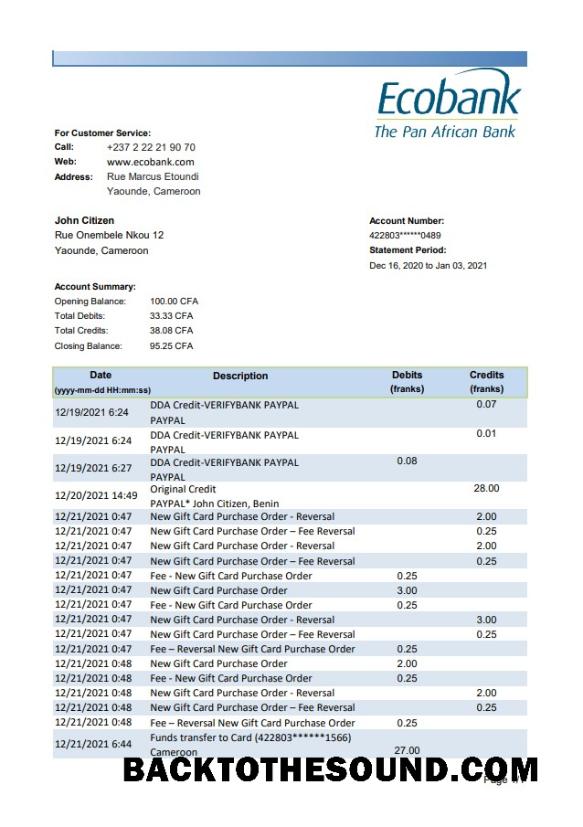 Ecobank
The Pan African Bank
For Customer Service:
Call: +237 2 22 21 90 70
Web: www.ecobank.com
Address: Rue Marcus Etoundi
Yaounde, Cameroon
John Citizen
Rue Onembele Nkou 12
Yaounde, Cameroon
Account Number:
422803******0489
Statement Period:
Dec 16, 2020 to Jan 03, 2021
Account Summary:
Opening Balance: 100.00 CFA
Total Debits: 33.33 CFA
Total Credits: 38.08 CFA
Closing Balance: 95.25 CFA
Date Description Debits Credits
(yyyy-mm-dd HH:mm:ss) (franks) (franks)
12/19/2021 6:24 DDA Credit-VERIFYBANK PAYPAL 0.07
PAYPAL
12/19/2021 6:24 DDA Credit-VERIFYBANK PAYPAL 0.01
PAYPAL
12/19/2021 6:27 DDA Credit-VERIFYBANK PAYPAL 0.08
PAYPAL
12/20/2021 14:49 Original Credit 28.00
PAYPAL* John Citizen, Benin
12/21/2021 0:47 New Gift Card Purchase Order - Reversal 2.00
12/21/2021 0:47 New Gift Card Purchase Order – Fee Reversal 0.25
12/21/2021 0:47 New Gift Card Purchase Order - Reversal 2.00
12/21/2021 0:47 New Gift Card Purchase Order – Fee Reversal 0.25
12/21/2021 0:47 Fee - New Gift Card Purchase Order 0.25
12/21/2021 0:47 New Gift Card Purchase Order 3.00
12/21/2021 0:47 Fee - New Gift Card Purchase Order 0.25
12/21/2021 0:47 New Gift Card Purchase Order - Reversal 3.00
12/21/2021 0:47 New Gift Card Purchase Order – Fee Reversal 0.25
12/21/2021 0:47 Fee – Reversal New Gift Card Purchase Order 0.25
12/21/2021 0:48 New Gift Card Purchase Order 2.00
12/21/2021 0:48 Fee - New Gift Card Purchase Order 0.25
12/21/2021 0:48 New Gift Card Purchase Order - Reversal 2.00
12/21/2021 0:48 New Gift Card Purchase Order – Fee Reversal 0.25
12/21/2021 0:48 Fee – Reversal New Gift Card Purchase Order 0.25
12/21/2021 6:44 Funds transfer to Card (422803******1566)
Cameroon 27.00
BACKTOTHESOUND.COM
Page